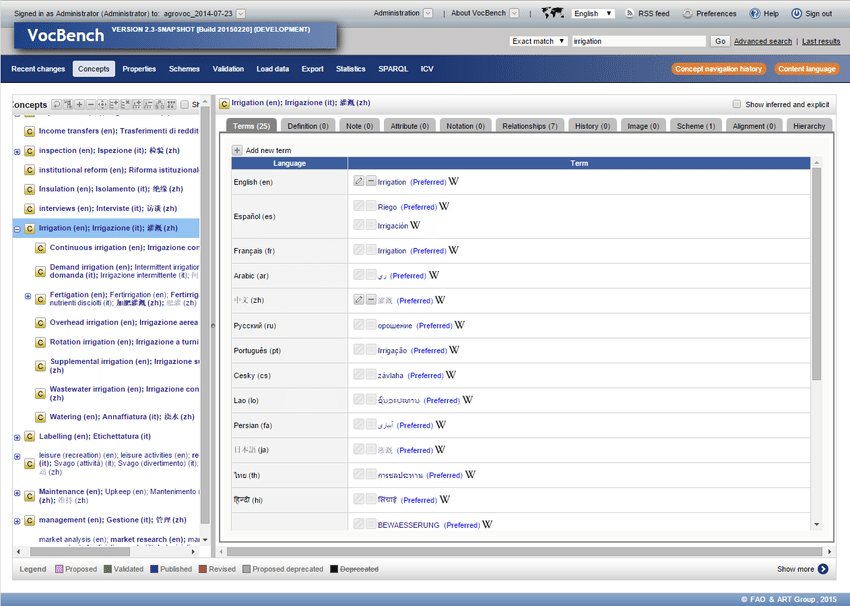 Signed in as Administrator (Administrator) to: agrovoc_2014-07-23
Administration | About VocBench | English RSS feed Preferences Help Sign out
VocBench VERSION 2.3-SNAPSHOT [Build 20150220] (DEVELOPMENT)
Exact match irrigation Go Advanced search | Last results
Recent changes Concepts Properties Schemes Validation Load data Export Statistics SPARQL ICV Concept navigation history Content language
Concepts
Income transfers (en); Trasferimenti di reddit
inspection (en); Ispezione (it); 检验 (zh)
institutional reform (en); Riforma istituzional
Insulation (en); Isolamento (it); 绝缘 (zh)
interviews (en); Interviste (it); 访谈 (zh)
Irrigation (en); Irrigazione (it); 灌溉 (zh)
Continuous irrigation (en); Irrigazione con
Demand irrigation (en); Intermittent irrigation
domanda (it); Irrigazione intermittente (it);
Fertigation (en); Fertirrigation (en); Fertirrig
nutrienti disciolti (it); 加肥灌溉 (zh); 肥灌 (zh)
Overhead irrigation (en); Irrigazione aerea
Rotation irrigation (en); Irrigazione a turni
Supplemental irrigation (en); Irrigazione su
(zh)
Wastewater irrigation (en); Irrigazione con
(zh)
Watering (en); Annaffiatura (it); 浇水 (zh)
Labelling (en); Etichettatura (it)
leisure (recreation) (en); leisure activities (en); re
(it); Svago (attività) (it); Svago (divertimento) (it);
(zh)
Maintenance (en); Upkeep (en); Mantenimento (
(zh); 维持 (zh)
management (en); Gestione (it); 管理 (zh)
market analysis (en); market research (en); mar
Irrigation (en); Irrigazione (it); 灌溉 (zh)
Show inferred and explicit
Terms (25) Definition (0) Note (0) Attribute (0) Notation (0) Relationships (7) History (0) Image (0) Scheme (1) Alignment (0) Hierarchy
Add new term
Language Term
English (en) Irrigation (Preferred) W
Español (es) Riego (Preferred) W
Irrigación W
Français (fr) Irrigation (Preferred) W
Arabic (ar) ري (Preferred) W
中文 (zh) 灌溉 (Preferred) W
Русский (ru) орошение (Preferred) W
Português (pt) Irrigação (Preferred) W
Cesky (cs) závlaha (Preferred) W
Lao (lo) ຊົນລະປະທານ (Preferred) W
Persian (fa) آبیاری (Preferred) W
日本語 (ja) 灌漑 (Preferred) W
ไทย (th) การชลประทาน (Preferred) W
हिन्दी (hi) सिंचाई (Preferred) W
BEWAESSERUNG (Preferred) W
Legend Proposed Validated Published Revised Proposed deprecated Deprecated Show more
© FAO & ART Group, 2015